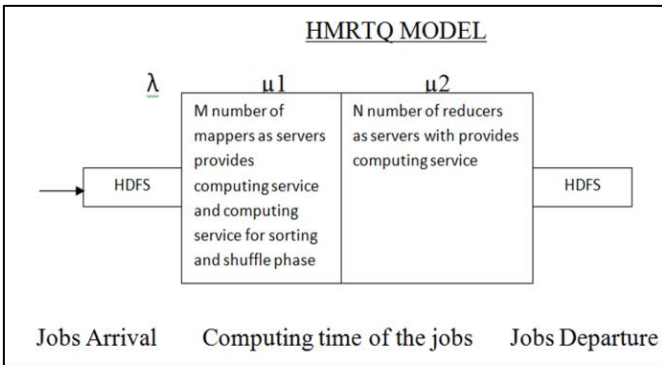 HMRTQ MODEL
λ µ1 µ2
HDFS
M number of
mappers as servers
provides
computing service
and computing
service for sorting
and shuffle phase
N number of reducers
as servers with provides
computing service
HDFS
Jobs Arrival Computing time of the jobs Jobs Departure